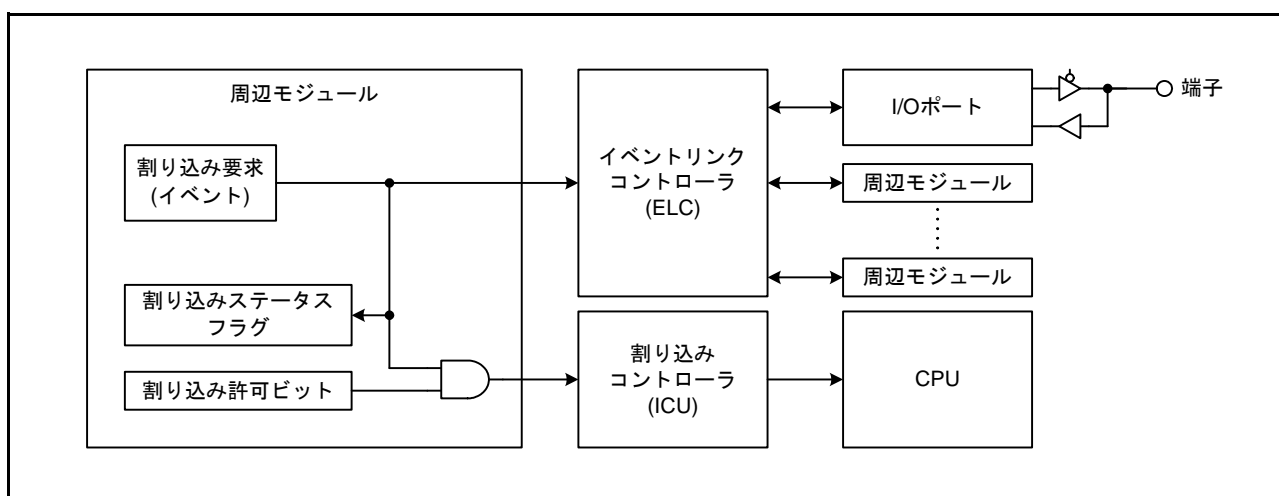 周辺モジュール
割り込み要求
(イベント)
割り込みステータス
フラグ
割り込み許可ビット
イベントリンク
コントローラ
(ELC)
割り込み
コントローラ
(ICU)
I/Oポート
端子
周辺モジュール
周辺モジュール
CPU